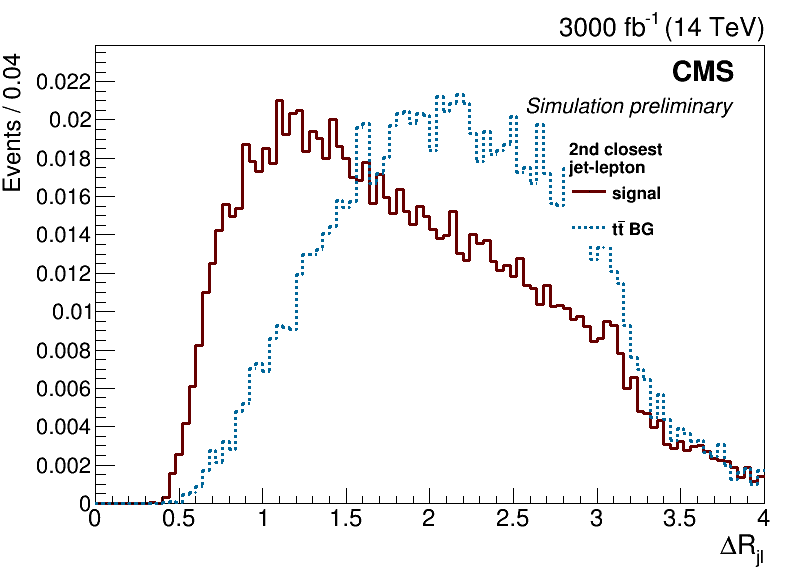 3000 fb⁻¹ (14 TeV)
CMS
Simulation preliminary
2nd closest
jet-lepton
signal
tt̄ BG
Events / 0.04
0.022
0.02
0.018
0.016
0.014
0.012
0.01
0.008
0.006
0.004
0.002
0
0 0.5 1 1.5 2 2.5 3 3.5 4
ΔR_jl